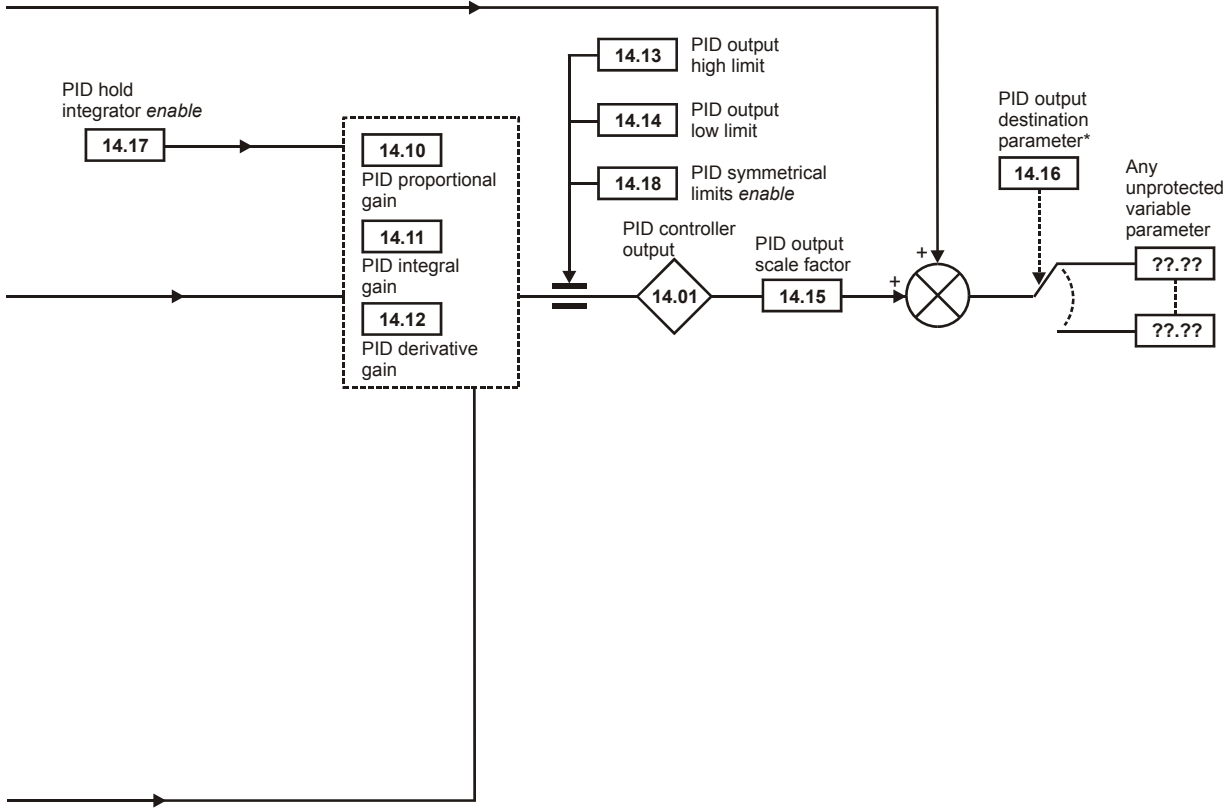 PID hold
integrator enable
14.17
14.10
PID proportional
gain
14.11
PID integral
gain
14.12
PID derivative
gain
14.13
PID output
high limit
14.14
PID output
low limit
14.18
PID symmetrical
limits enable
PID controller
output
14.01
PID output
scale factor
14.15
+
+
PID output
destination
parameter*
14.16
Any
unprotected
variable
parameter
??.??
??.??